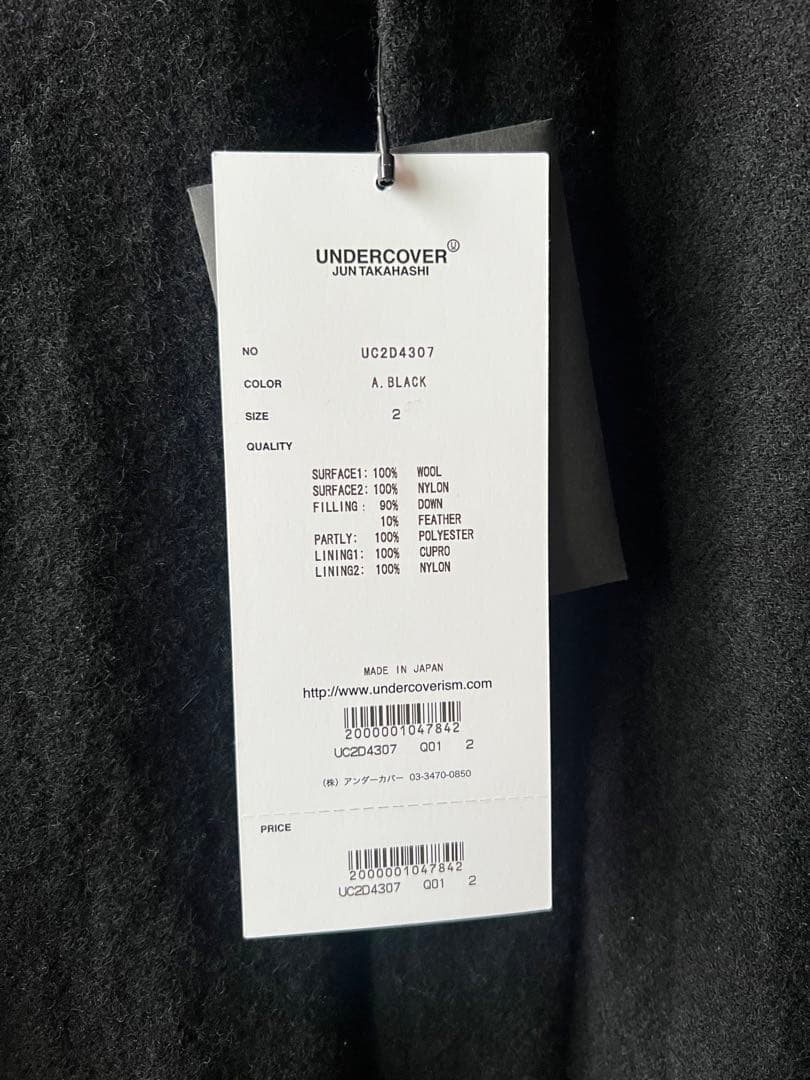 UNDERCOVER Ⓤ
JUN TAKAHASHI
NO UC2D4307
COLOR A.BLACK
SIZE 2
QUALITY
SURFACE1: 100% WOOL
SURFACE2: 100% NYLON
FILLING: 90% DOWN
10% FEATHER
PARTLY: 100% POLYESTER
LINING1: 100% CUPRO
LINING2: 100% NYLON
MADE IN JAPAN
http://www.undercoverism.com
2000001047842
UC2D4307 Q01 2
(株) アンダーカバー 03-3470-0850
PRICE
2000001047842
UC2D4307 Q01 2